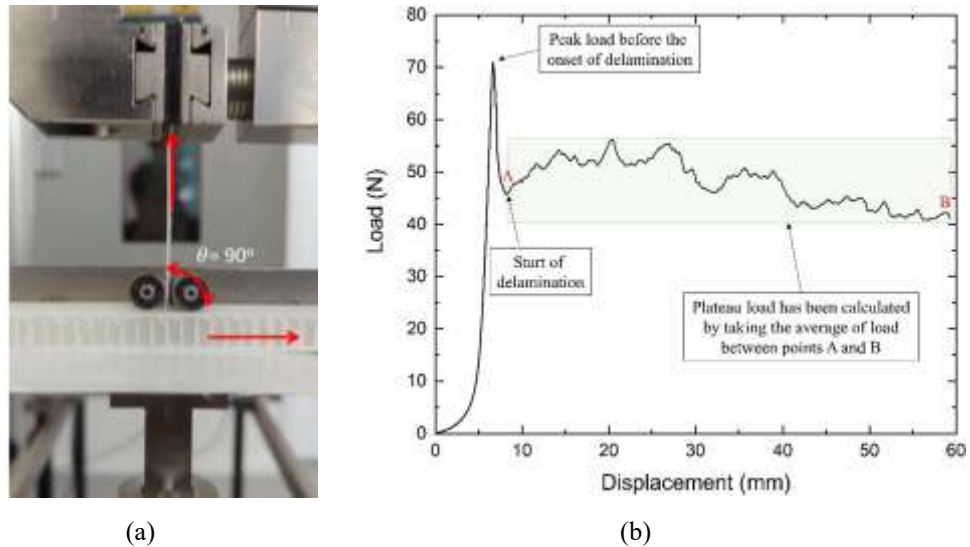 θ = 90°
(a)
80
70
60
50
40
30
20
10
0
Load (N)
Peak load before the
onset of delamination
A
B
Start of
delamination
Plateau load has been calculated
by taking the average of load
between points A and B
0 10 20 30 40 50 60
Displacement (mm)
(b)